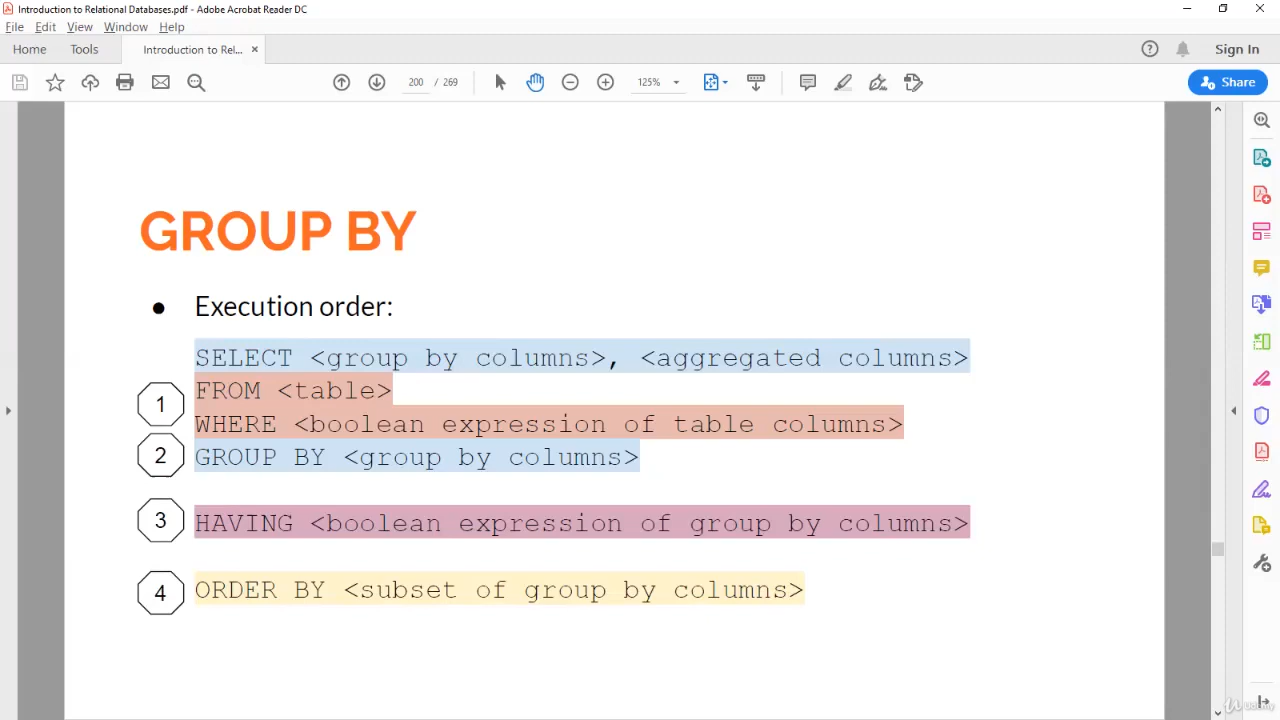 Introduction to Relational Databases.pdf - Adobe Acrobat Reader DC
File Edit View Window Help
Home Tools Introduction to Rel... × Sign In
200 / 269 125% Share
GROUP BY
● Execution order:
SELECT <group by columns>, <aggregated columns>
FROM <table>
1
WHERE <boolean expression of table columns>
2 GROUP BY <group by columns>
3 HAVING <boolean expression of group by columns>
4 ORDER BY <subset of group by columns>
Udemy